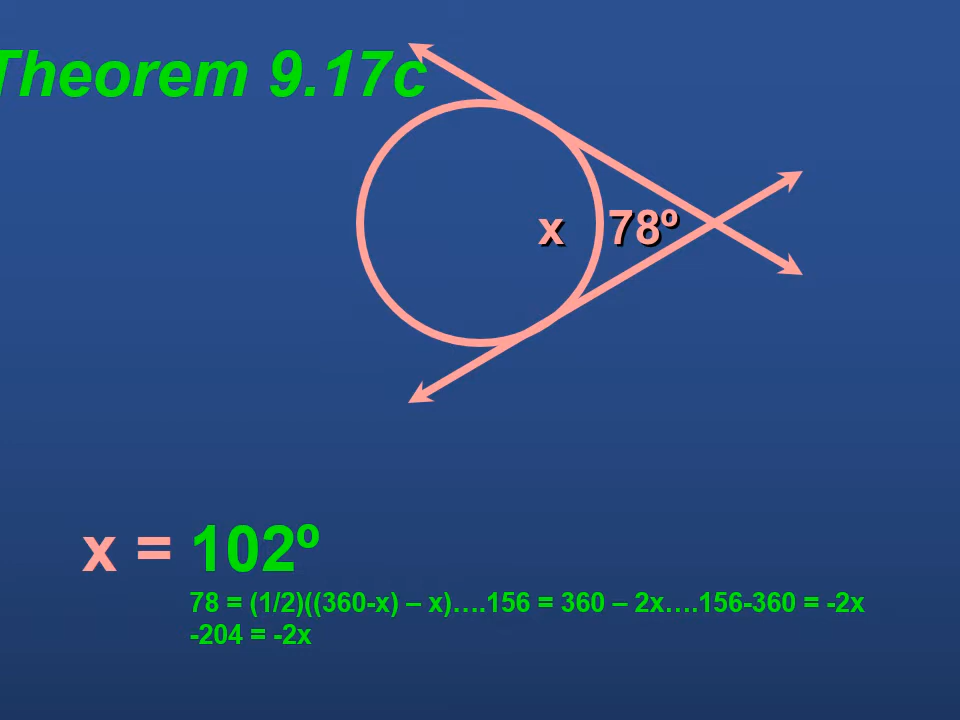 Theorem 9.17c
x 78º
x = 102º
78 = (1/2)((360-x) – x)….156 = 360 – 2x….156-360 = -2x
-204 = -2x